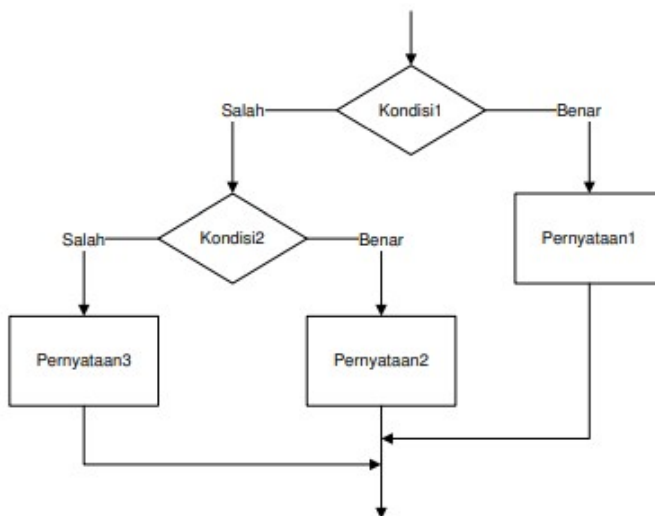 Kondisi1
Salah
Benar
Kondisi2
Salah
Benar
Pernyataan1
Pernyataan3
Pernyataan2